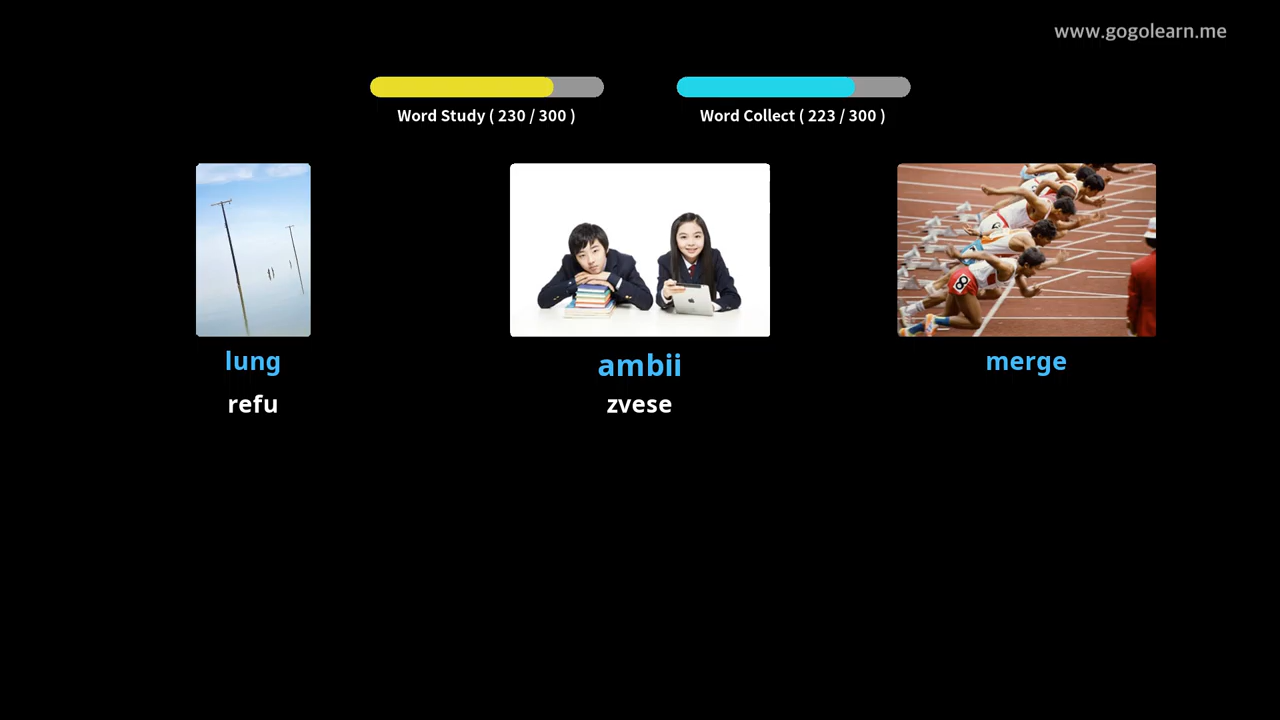 www.gogolearn.me
Word Study ( 230 / 300 )
Word Collect ( 223 / 300 )
lung
ambii
merge
refu
zvese